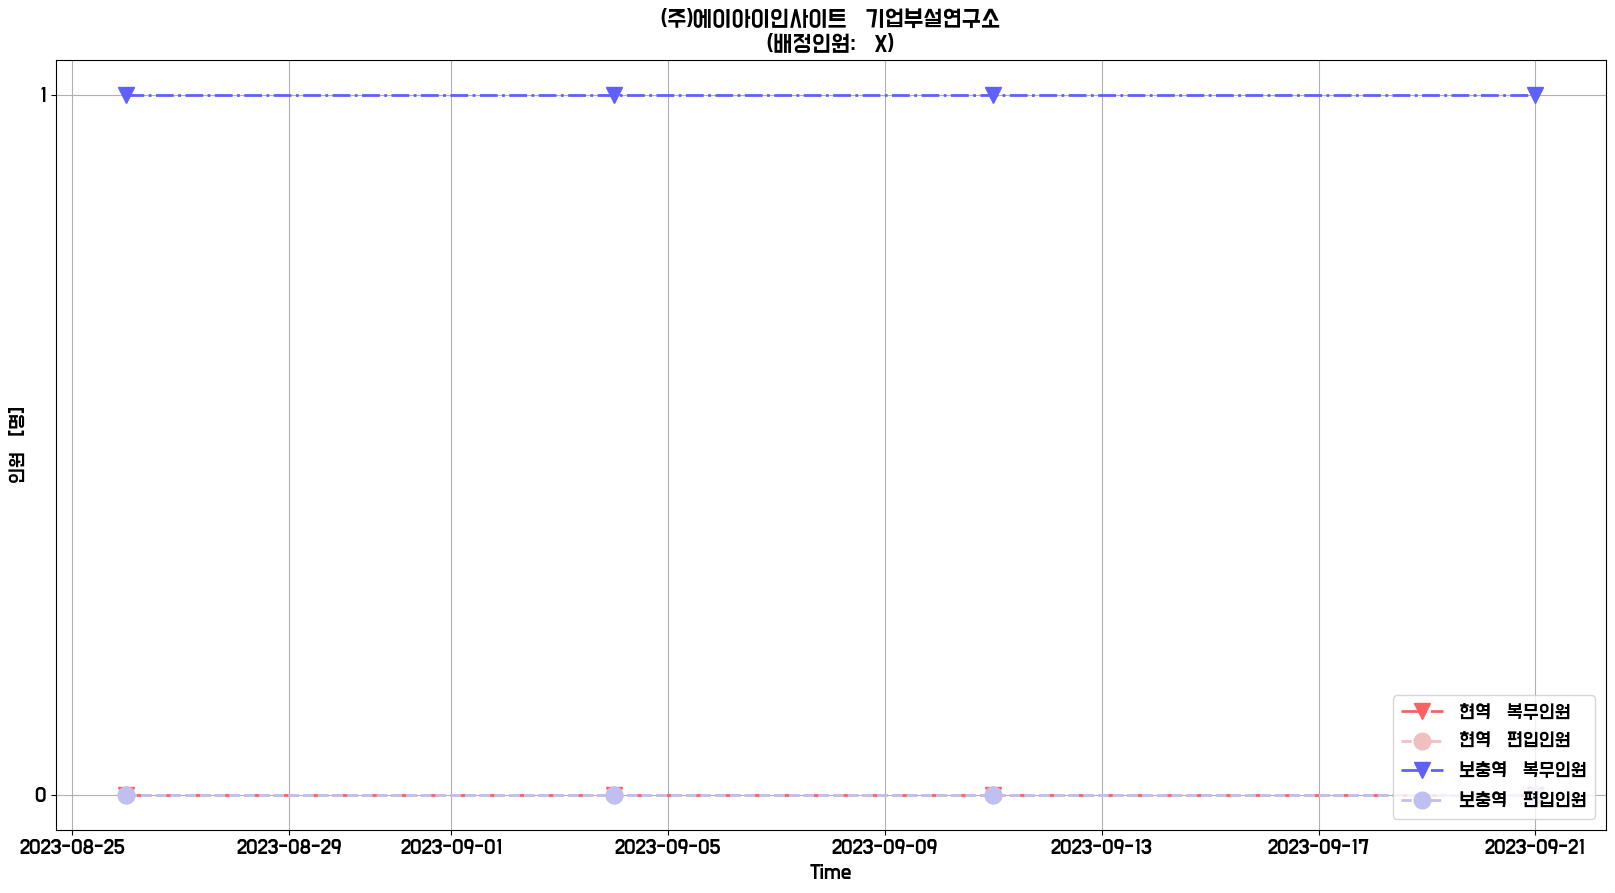 (주)에이아이인사이트 기업부설연구소
(배정인원: X)
1
인원 [명]
0
현역 복무인원
현역 편입인원
보충역 복무인원
보충역 편입인원
2023-08-25 2023-08-29 2023-09-01 2023-09-05 2023-09-09 2023-09-13 2023-09-17 2023-09-21
Time